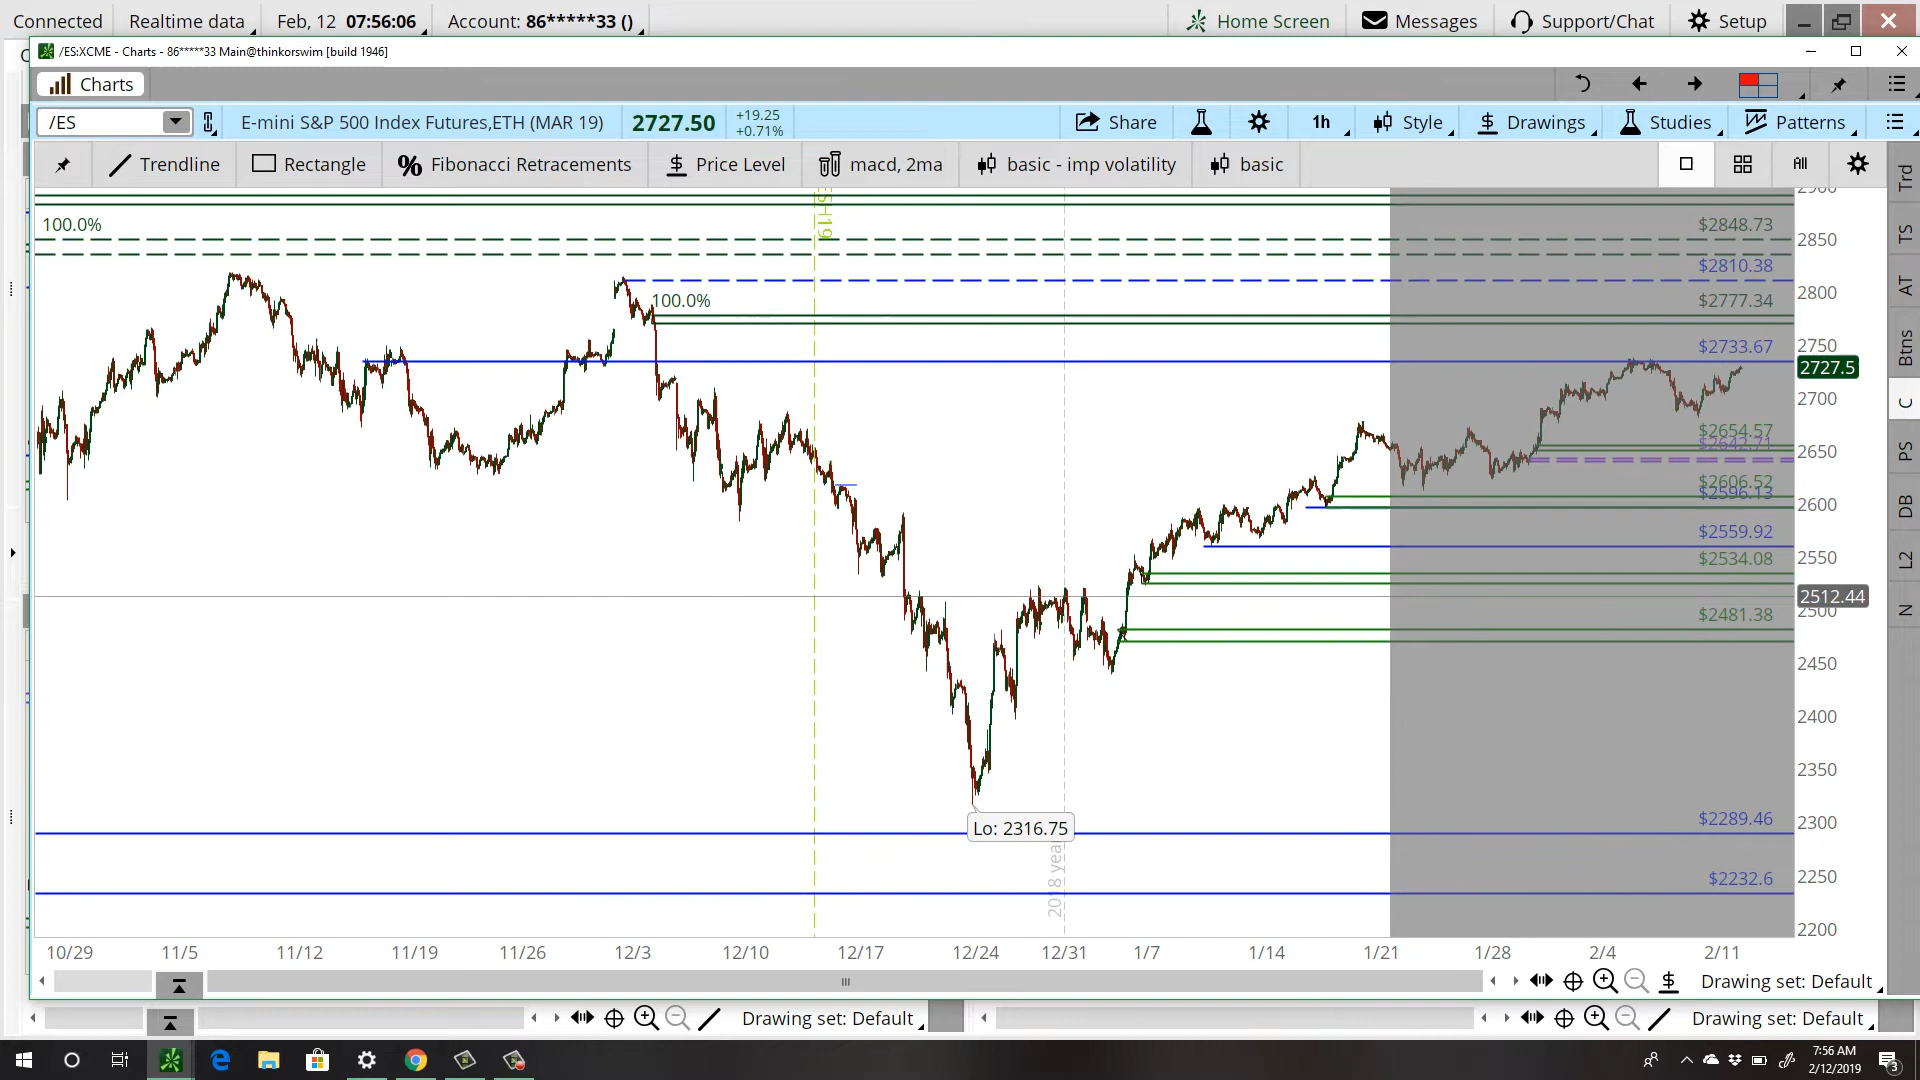 Connected Realtime data Feb, 12 07:56:06 Account: 86*****33 () Home Screen Messages Support/Chat Setup
/ES:XCME - Charts - 86*****33 Main@thinkorswim [build 1946]
Charts
/ES E-mini S&P 500 Index Futures,ETH (MAR 19) 2727.50 +19.25 Share 1h Style Drawings Studies Patterns
+0.71%
Trendline Rectangle % Fibonacci Retracements Price Level macd, 2ma basic - imp volatility basic All
Trd
TS
AT
Btns
C
PS
DB
L2
N
100.0%
100.0%
$2848.73
$2810.38
$2777.34
$2733.67
$2654.57
$2642.71
$2606.52
$2596.13
$2559.92
$2534.08
$2481.38
$2289.46
$2232.6
Lo: 2316.75
2900
2850
2800
2750
2727.5
2700
2650
2600
2550
2512.44
2500
2450
2400
2350
2300
2250
2200
10/29 11/5 11/12 11/19 11/26 12/3 12/10 12/17 12/24 12/31 1/7 1/14 1/21 1/28 2/4 2/11
Drawing set: Default
Drawing set: Default Drawing set: Default
7:56 AM
2/12/2019
3